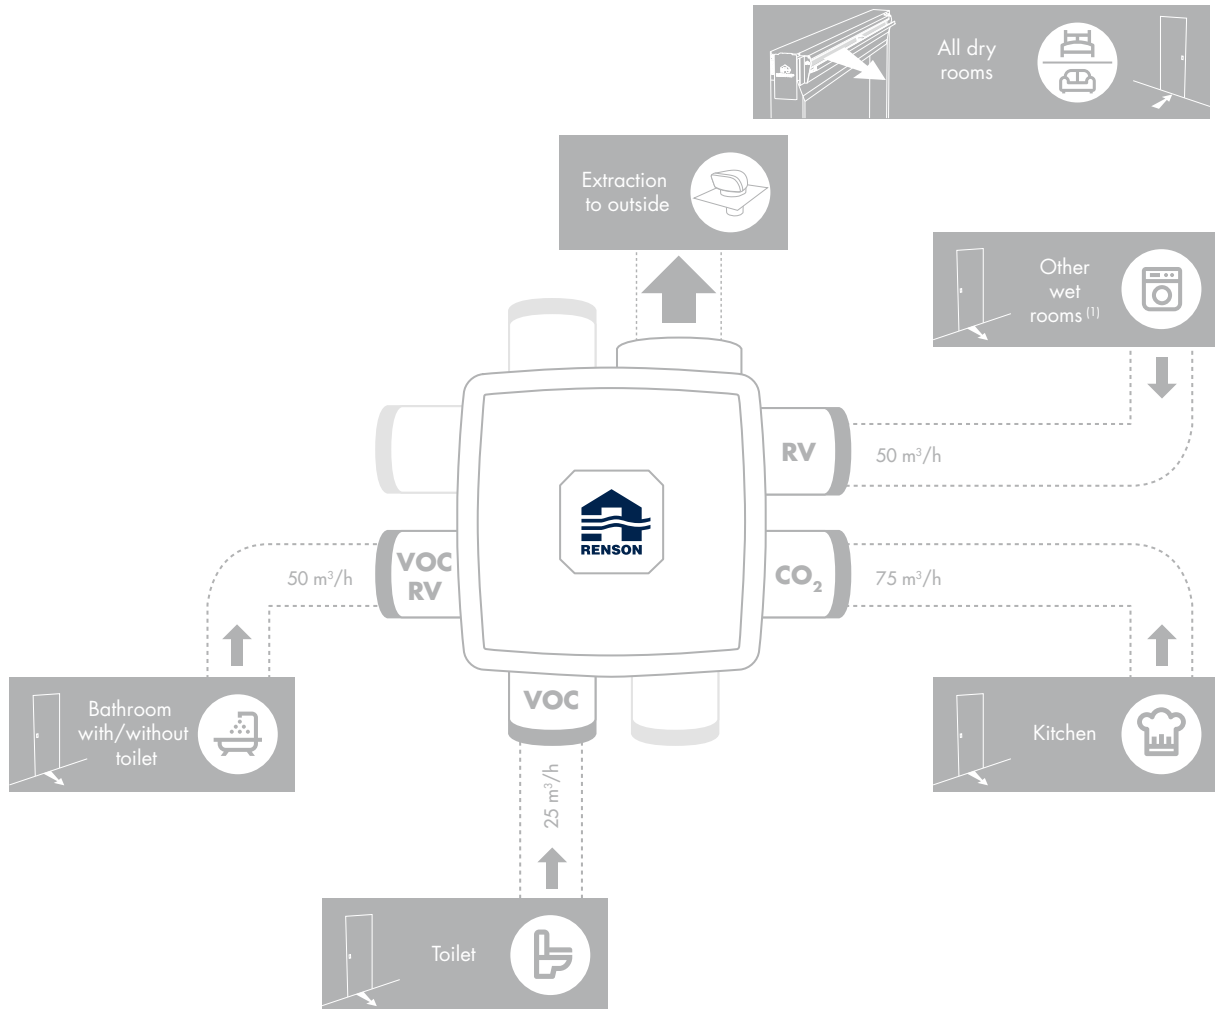 All dry
rooms
Extraction
to outside
Other
wet
rooms (1)
RV
50 m³/h
RENSON
VOC
RV
50 m³/h
CO₂
75 m³/h
VOC
25 m³/h
Bathroom
with/without
toilet
Kitchen
Toilet